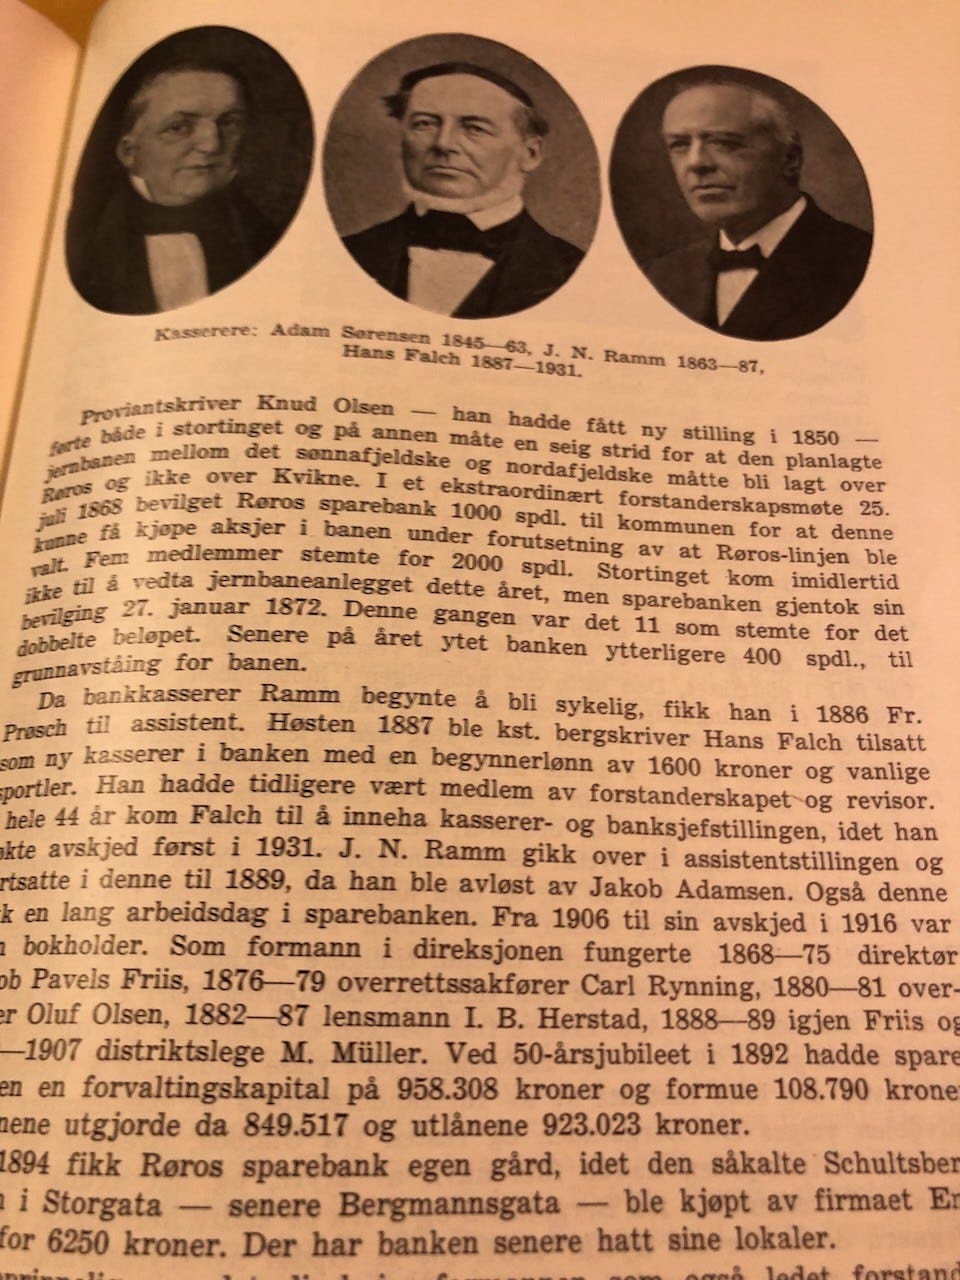 Kasserere: Adam Sørensen 1845—63, J. N. Ramm 1863—87,
Hans Falch 1887—1931.
Proviantskriver Knud Olsen — han hadde fått ny stilling i 1850 —
førte både i stortinget og på annen måte en seig strid for at den planlagte
jernbanen mellom det sønnafjeldske og nordafjeldske måtte bli lagt over
Røros og ikke over Kvikne. I et ekstraordinært forstanderskapsmøte 25.
juli 1868 bevilget Røros sparebank 1000 spdl. til kommunen for at denne
kunne få kjøpe aksjer i banen under forutsetning av at Røros-linjen ble
valt. Fem medlemmer stemte for 2000 spdl. Stortinget kom imidlertid
ikke til å vedta jernbaneanlegget dette året, men sparebanken gjentok sin
bevilging 27. januar 1872. Denne gangen var det 11 som stemte for det
dobbelte beløpet. Senere på året ytet banken ytterligere 400 spdl., til
grunnavståing for banen.
Da bankkasserer Ramm begynte å bli sykelig, fikk han i 1886 Fr.
Prøsch til assistent. Høsten 1887 ble kst. bergskriver Hans Falch tilsatt
som ny kasserer i banken med en begynnerlønn av 1600 kroner og vanlige
sportler. Han hadde tidligere vært medlem av forstanderskapet og revisor.
hele 44 år kom Falch til å inneha kasserer- og banksjefstillingen, idet han
økte avskjed først i 1931. J. N. Ramm gikk over i assistentstillingen og
rtsatte i denne til 1889, da han ble avløst av Jakob Adamsen. Også denne
k en lang arbeidsdag i sparebanken. Fra 1906 til sin avskjed i 1916 var
n bokholder. Som formann i direksjonen fungerte 1868—75 direktør
ob Pavels Friis, 1876—79 overrettssakfører Carl Rynning, 1880—81 over-
er Oluf Olsen, 1882—87 lensmann I. B. Herstad, 1888—89 igjen Friis og
—1907 distriktslege M. Müller. Ved 50-årsjubileet i 1892 hadde spare
en en forvaltingskapital på 958.308 kroner og formue 108.790 krone
nene utgjorde da 849.517 og utlånene 923.023 kroner.
1894 fikk Røros sparebank egen gård, idet den såkalte Schultsber
n i Storgata — senere Bergmannsgata — ble kjøpt av firmaet En
for 6250 kroner. Der har banken senere hatt sine lokaler.